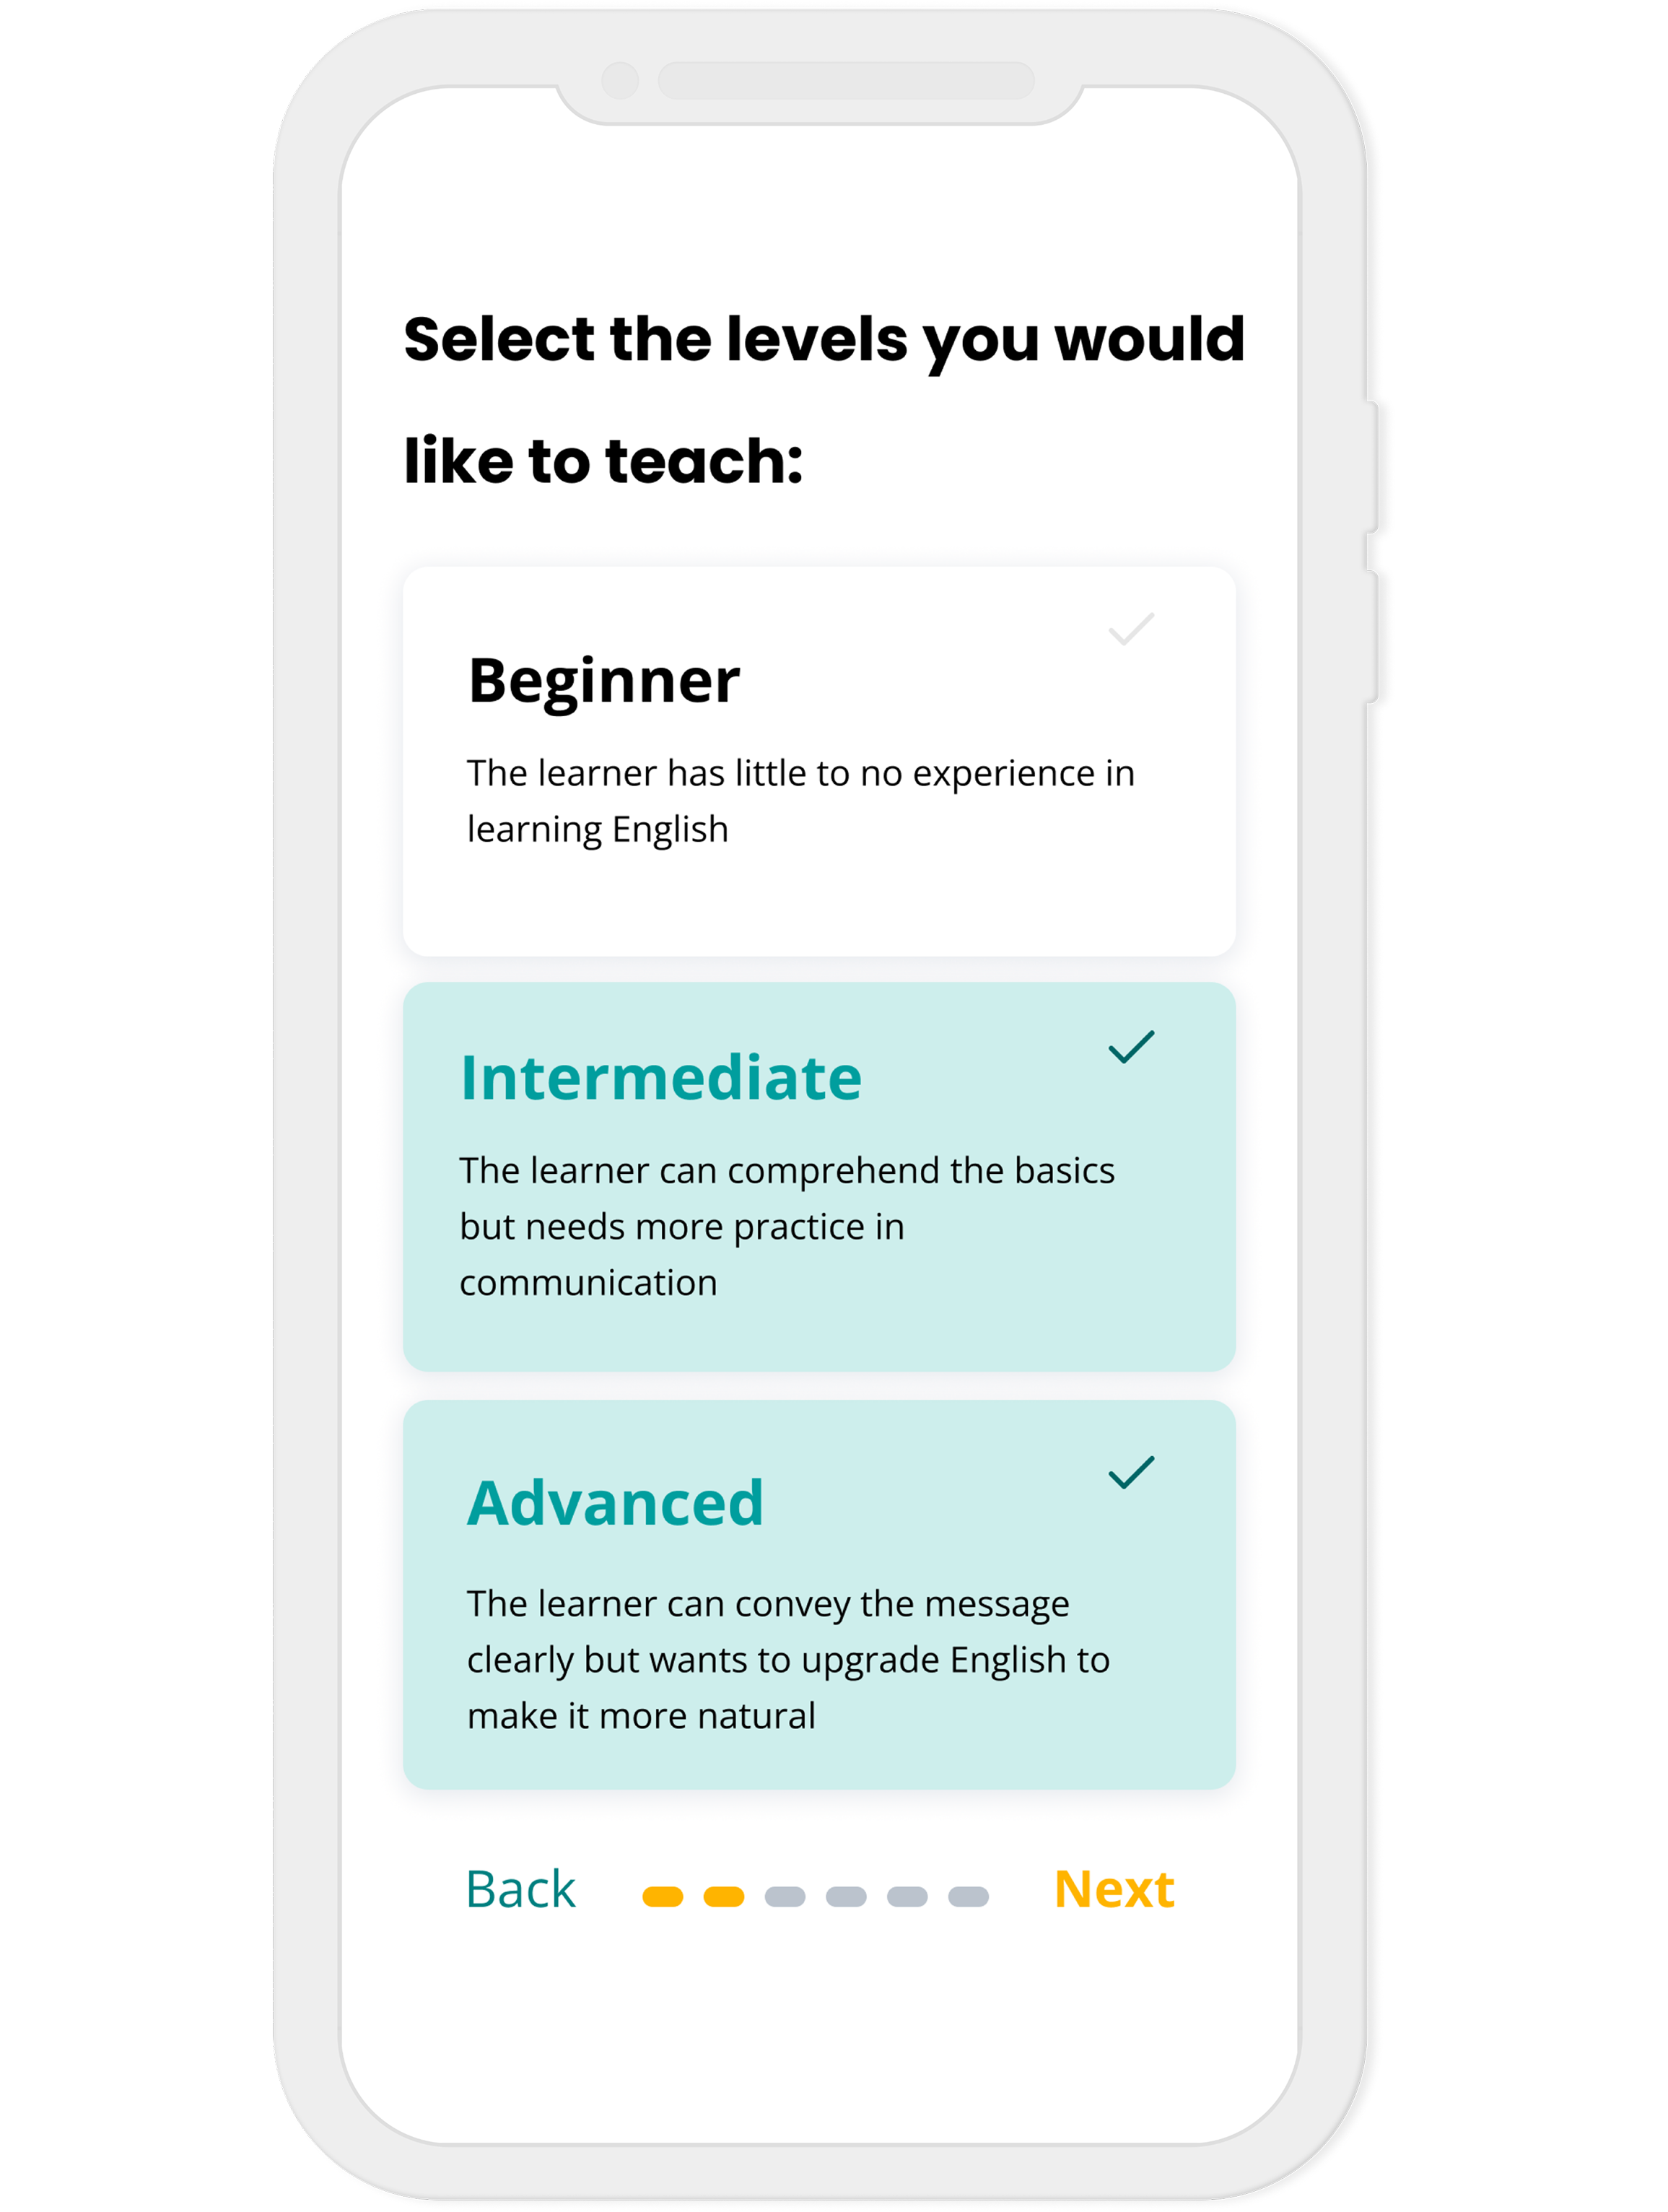 Select the levels you would
like to teach:
Beginner
The learner has little to no experience in
learning English
Intermediate
The learner can comprehend the basics
but needs more practice in
communication
Advanced
The learner can convey the message
clearly but wants to upgrade English to
make it more natural
Back Next